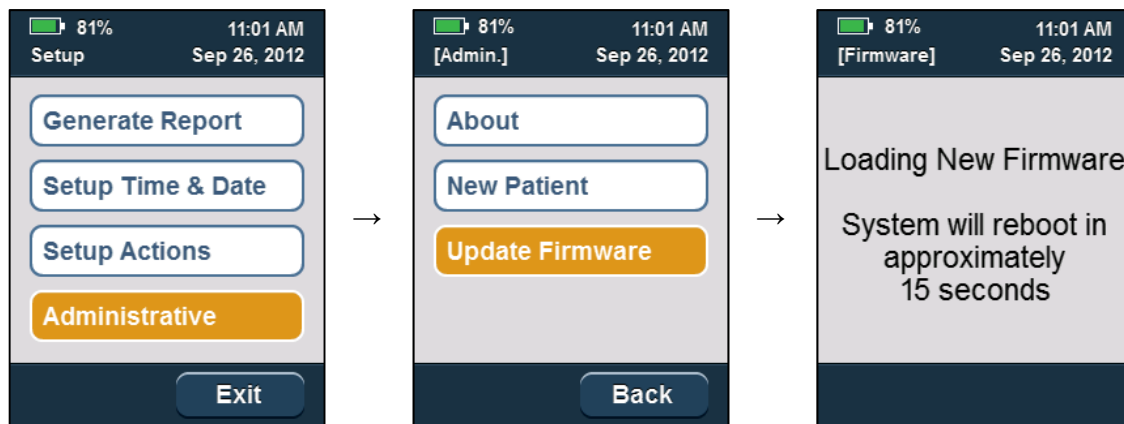 81% 11:01 AM
Setup Sep 26, 2012
Generate Report
Setup Time & Date
Setup Actions
Administrative
Exit
→
81% 11:01 AM
[Admin.] Sep 26, 2012
About
New Patient
Update Firmware
Back
→
81% 11:01 AM
[Firmware] Sep 26, 2012
Loading New Firmware
System will reboot in
approximately
15 seconds